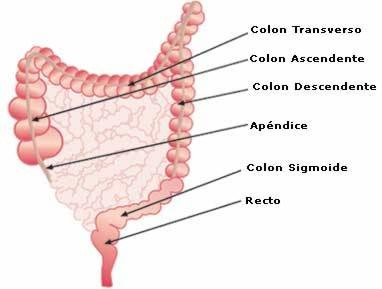 Colon Transverso
Colon Ascendente
Colon Descendente
Apéndice
Colon Sigmoide
Recto